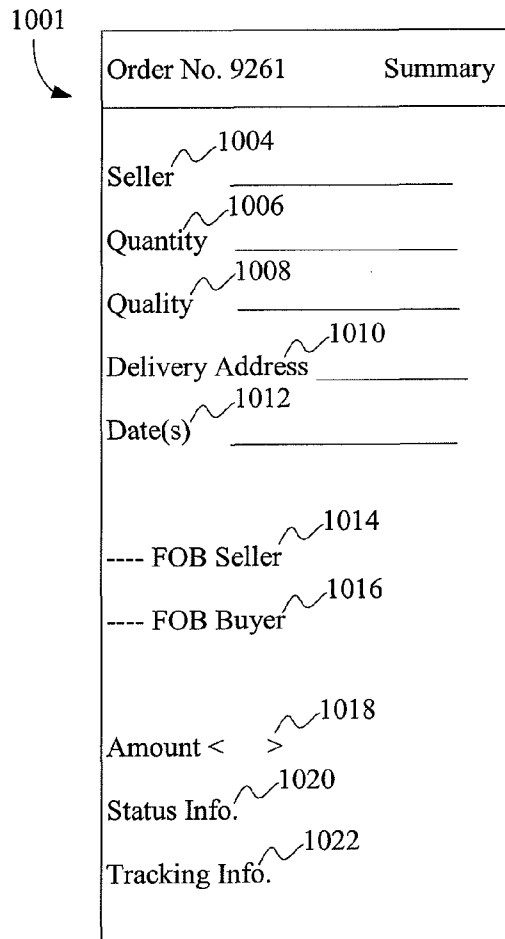 1001
Order No. 9261 Summary
1004
Seller
1006
Quantity
1008
Quality
1010
Delivery Address
1012
Date(s)
1014
---- FOB Seller
1016
---- FOB Buyer
1018
Amount < >
1020
Status Info.
1022
Tracking Info.